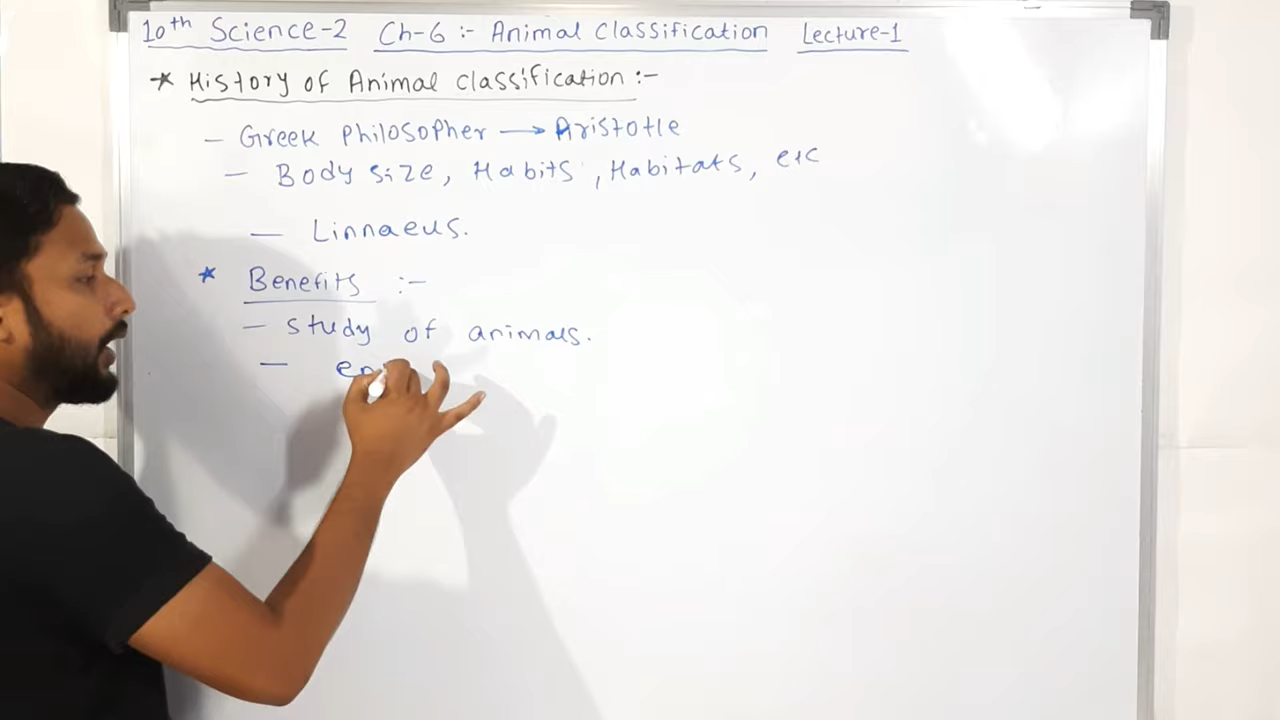 10th Science-2 Ch-6 :- Animal Classification Lecture-1
* History of Animal Classification :-
- Greek Philosopher → Aristotle
- Body size, Habits, Habitats, etc
- Linnaeus.
* Benefits :-
- study of animals.
-